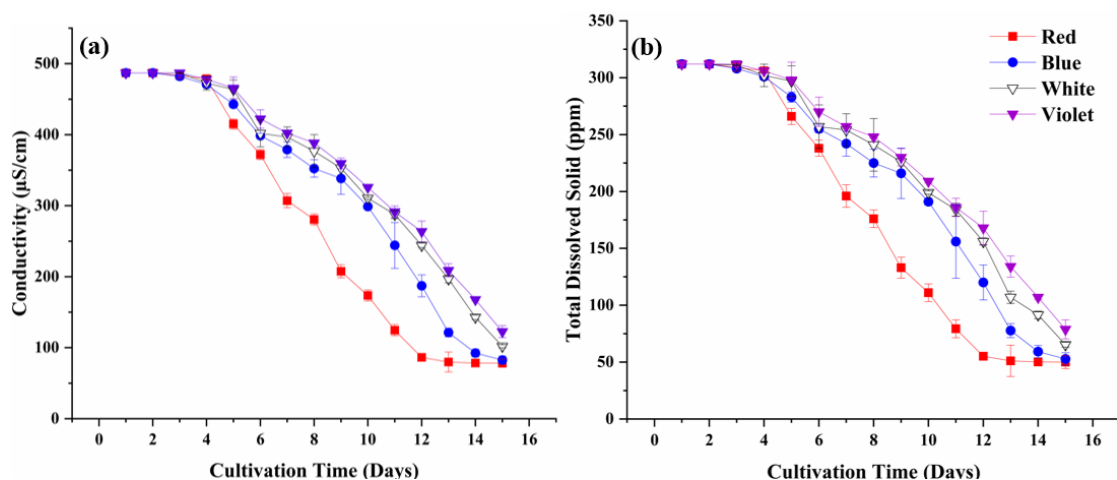 (a)
Conductivity (µS/cm)
500
400
300
200
100
0
0 2 4 6 8 10 12 14 16
Cultivation Time (Days)
(b)
Total Dissolved Solid (ppm)
350
300
250
200
150
100
50
0
0 2 4 6 8 10 12 14 16
Cultivation Time (Days)
Red
Blue
White
Violet